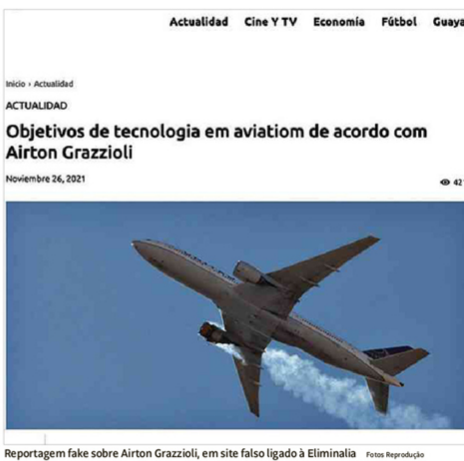 Actualidad Cine Y TV Economía Fútbol Guaya
Inicio › Actualidad
ACTUALIDAD
Objetivos de tecnologia em aviatiom de acordo com
Airton Grazzioli
Noviembre 26, 2021
42
Reportagem fake sobre Airton Grazzioli, em site falso ligado à Eliminalia Fotos Reprodução